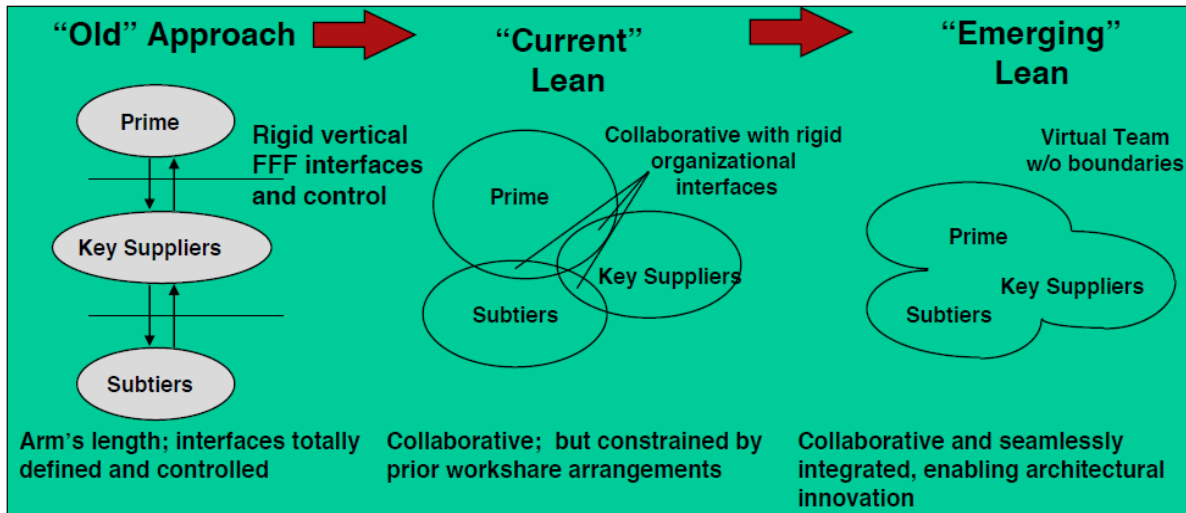 “Old” Approach
Prime
Rigid vertical
FFF interfaces
and control
Key Suppliers
Subtiers
Arm’s length; interfaces totally
defined and controlled
“Current”
Lean
Collaborative with rigid
organizational
interfaces
Prime
Key Suppliers
Subtiers
Collaborative;  but constrained by
prior workshare arrangements
“Emerging”
Lean
Virtual Team
w/o boundaries
Prime
Key Suppliers
Subtiers
Collaborative and seamlessly
integrated, enabling architectural
innovation